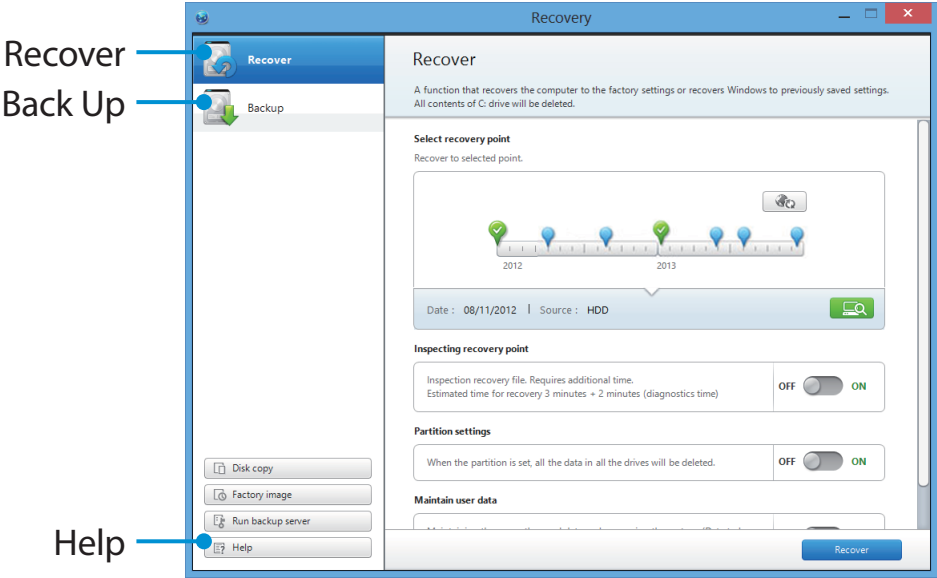 Recovery
Recover
Back Up
Help
Recover
Backup
Disk copy
Factory image
Run backup server
Help
Recover
A function that recovers the computer to the factory settings or recovers Windows to previously saved settings.
All contents of C: drive will be deleted.
Select recovery point
Recover to selected point.
2012 2013
Date : 08/11/2012 | Source : HDD
Inspecting recovery point
Inspection recovery file. Requires additional time.
Estimated time for recovery 3 minutes + 2 minutes (diagnostics time)
OFF ON
Partition settings
When the partition is set, all the data in all the drives will be deleted.
OFF ON
Maintain user data
Recover